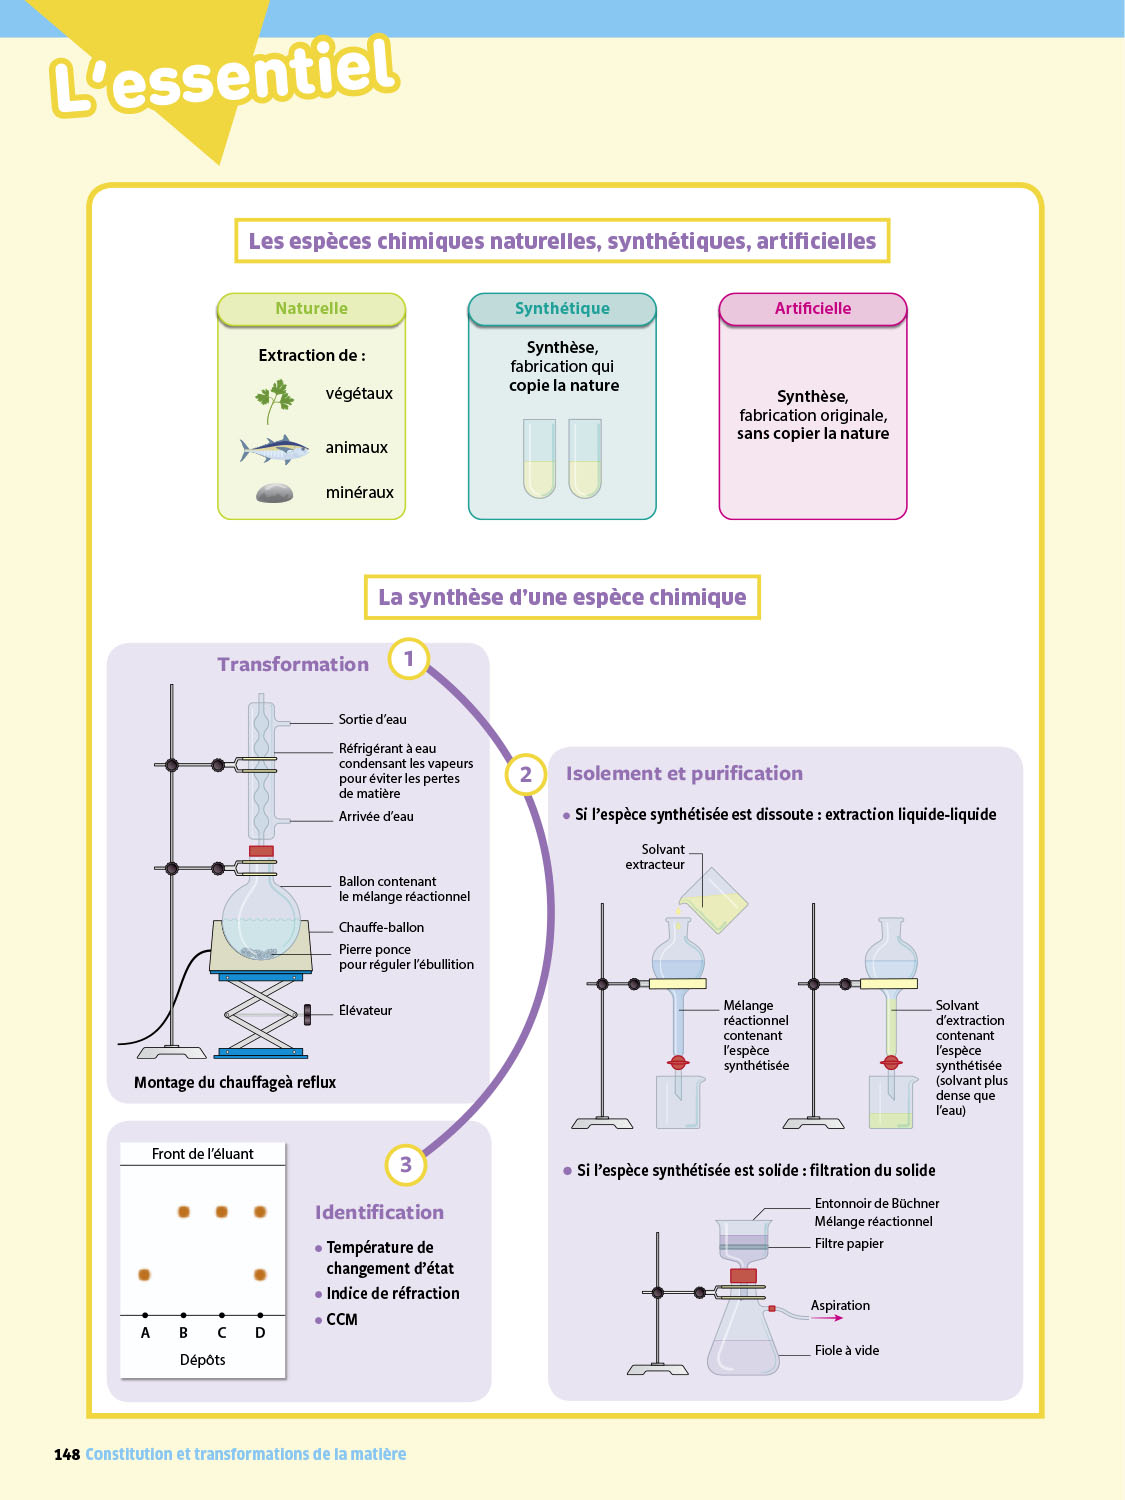 L'essentiel
Les espèces chimiques naturelles, synthétiques, artificielles
Naturelle
Extraction de :
végétaux
animaux
minéraux
Synthétique
Synthèse,
fabrication qui
copie la nature
Artificielle
Synthèse,
fabrication originale,
sans copier la nature
La synthèse d'une espèce chimique
Transformation
1
Sortie d'eau
Réfrigérant à eau
condensant les vapeurs
pour éviter les pertes
de matière
Arrivée d'eau
Ballon contenant
le mélange réactionnel
Chauffe-ballon
Pierre ponce
pour réguler l'ébullition
Élévateur
Montage du chauffageà reflux
2
Isolement et purification
• Si l'espèce synthétisée est dissoute : extraction liquide-liquide
Solvant
extracteur
Mélange
réactionnel
contenant
l'espèce
synthétisée
Solvant
d'extraction
contenant
l'espèce
synthétisée
(solvant plus
dense que
l'eau)
• Si l'espèce synthétisée est solide : filtration du solide
Entonnoir de Büchner
Mélange réactionnel
Filtre papier
Aspiration
Fiole à vide
3
Identification
• Température de
changement d'état
• Indice de réfraction
• CCM
Front de l'éluant
A B C D
Dépôts
148 Constitution et transformations de la matière